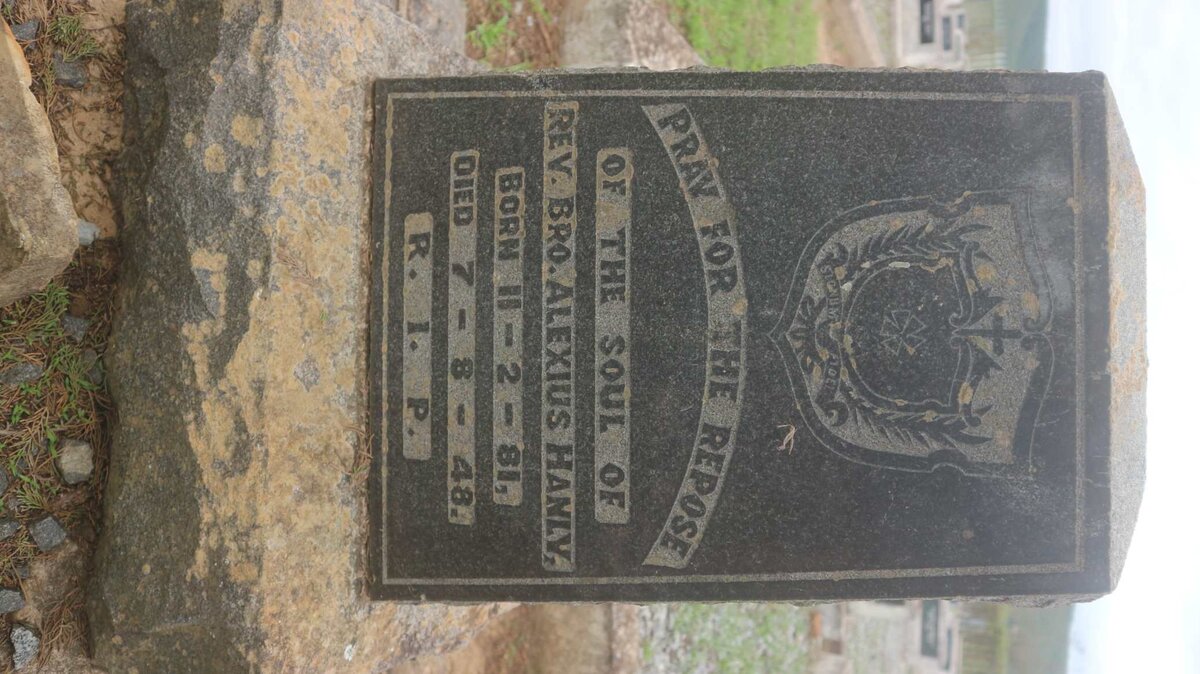 PRAY FOR THE REPOSE
OF THE SOUL OF
REV. BRO. ALEXIUS HANLY,
BORN 11-2-81,
DIED 7-8-48.
R. I. P.